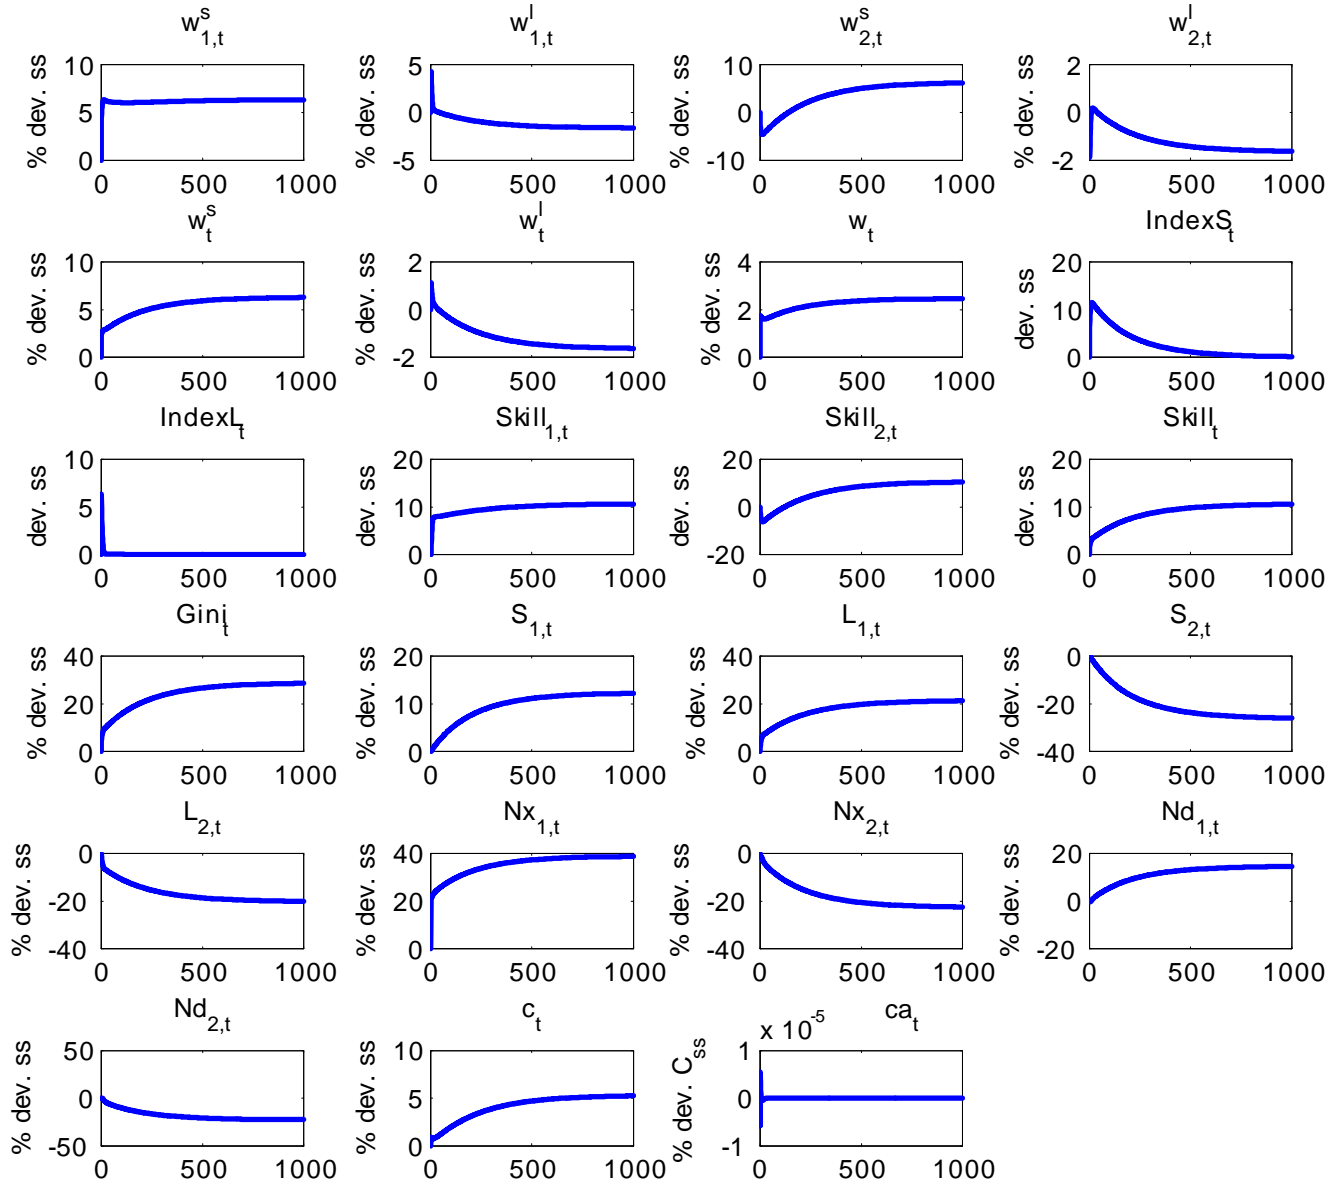 w^s_{1,t} w^l_{1,t} w^s_{2,t} w^l_{2,t}
% dev. ss 10 5 0 0 500 1000
% dev. ss 5 0 -5 0 500 1000
% dev. ss 10 0 -10 0 500 1000
% dev. ss 2 0 -2 0 500 1000
w^s_t w^l_t w_t IndexS_t
% dev. ss 10 5 0 0 500 1000
% dev. ss 2 0 -2 0 500 1000
% dev. ss 4 2 0 0 500 1000
dev. ss 20 10 0 0 500 1000
IndexL_t Skill_{1,t} Skill_{2,t} Skill_t
dev. ss 10 5 0 0 500 1000
dev. ss 20 10 0 0 500 1000
dev. ss 20 0 -20 0 500 1000
dev. ss 20 10 0 0 500 1000
Gini_t S_{1,t} L_{1,t} S_{2,t}
% dev. ss 40 20 0 0 500 1000
% dev. ss 20 10 0 0 500 1000
% dev. ss 40 20 0 0 500 1000
% dev. ss 0 -20 -40 0 500 1000
L_{2,t} Nx_{1,t} Nx_{2,t} Nd_{1,t}
% dev. ss 0 -20 -40 0 500 1000
% dev. ss 40 20 0 0 500 1000
% dev. ss 0 -20 -40 0 500 1000
% dev. ss 20 0 -20 0 500 1000
Nd_{2,t} c_t ca_t
% dev. ss 50 0 -50 0 500 1000
% dev. ss 10 5 0 0 500 1000
% dev. C_{ss} x 10^{-5} 1 0 -1 0 500 1000